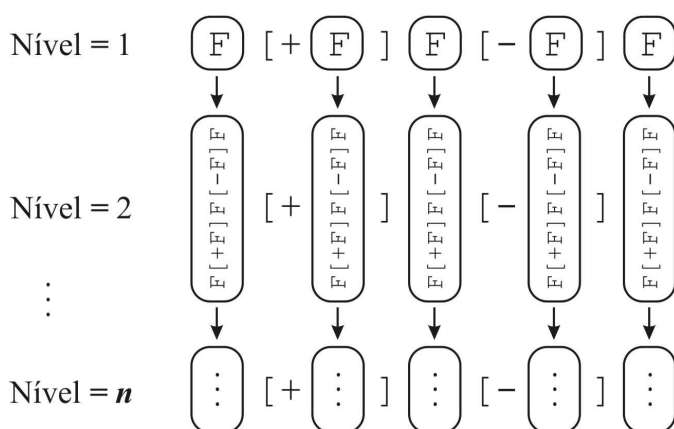 Nível = 1 F [ + F ] F [ − F ] F
Nível = 2 F[+F]F[−F]F [ + F[+F]F[−F]F ] F[+F]F[−F]F [ − F[+F]F[−F]F ] F[+F]F[−F]F
⋮
Nível = n ⋮ [ + ⋮ ] ⋮ [ − ⋮ ] ⋮